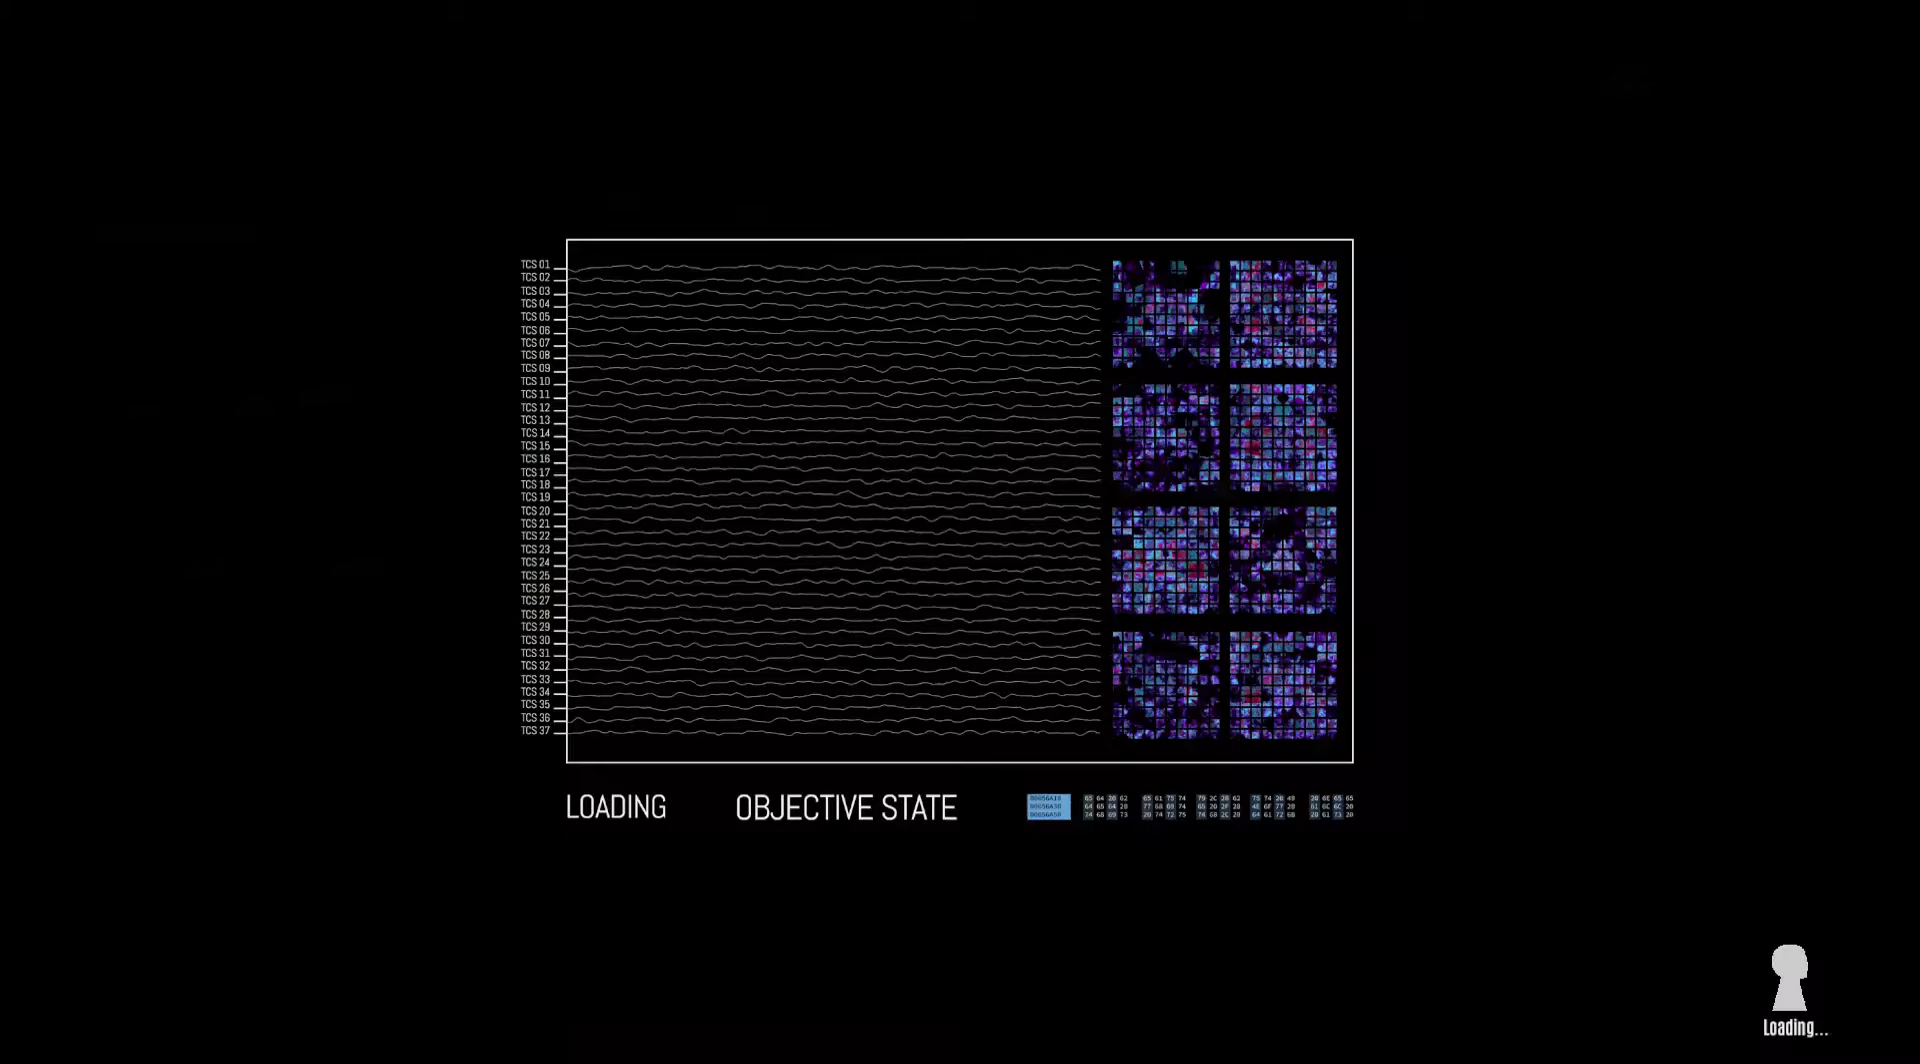 TCS 01
TCS 02
TCS 03
TCS 04
TCS 05
TCS 06
TCS 07
TCS 08
TCS 09
TCS 10
TCS 11
TCS 12
TCS 13
TCS 14
TCS 15
TCS 16
TCS 17
TCS 18
TCS 19
TCS 20
TCS 21
TCS 22
TCS 23
TCS 24
TCS 25
TCS 26
TCS 27
TCS 28
TCS 29
TCS 30
TCS 31
TCS 32
TCS 33
TCS 34
TCS 35
TCS 36
TCS 37
LOADING OBJECTIVE STATE
Loading...